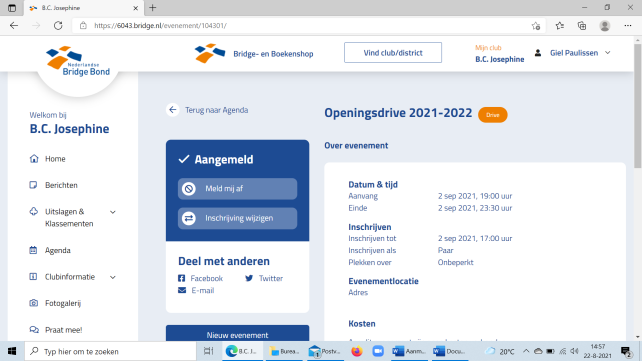 B.C. Josephine
https://6043.bridge.nl/evenement/104301/
Nederlandse
Bridge Bond
Bridge- en Boekenshop
Vind club/district
Mijn club
B.C. Josephine
Giel Paulissen
Welkom bij
B.C. Josephine
Home
Berichten
Uitslagen &
Klassementen
Agenda
Clubinformatie
Fotogalerij
Praat mee!
Terug naar Agenda
Aangemeld
Meld mij af
Inschrijving wijzigen
Deel met anderen
Facebook
Twitter
E-mail
Nieuw evenement
Openingsdrive 2021-2022
Drive
Over evenement
Datum & tijd
Aanvang 2 sep 2021, 19:00 uur
Einde 2 sep 2021, 23:30 uur
Inschrijven
Inschrijven tot 2 sep 2021, 17:00 uur
Inschrijven als Paar
Plekken over Onbeperkt
Evenementlocatie
Adres
Kosten
Typ hier om te zoeken
B.C. J...
Burea...
Postv...
Aanm...
Docu...
20°C
14:57
22-8-2021